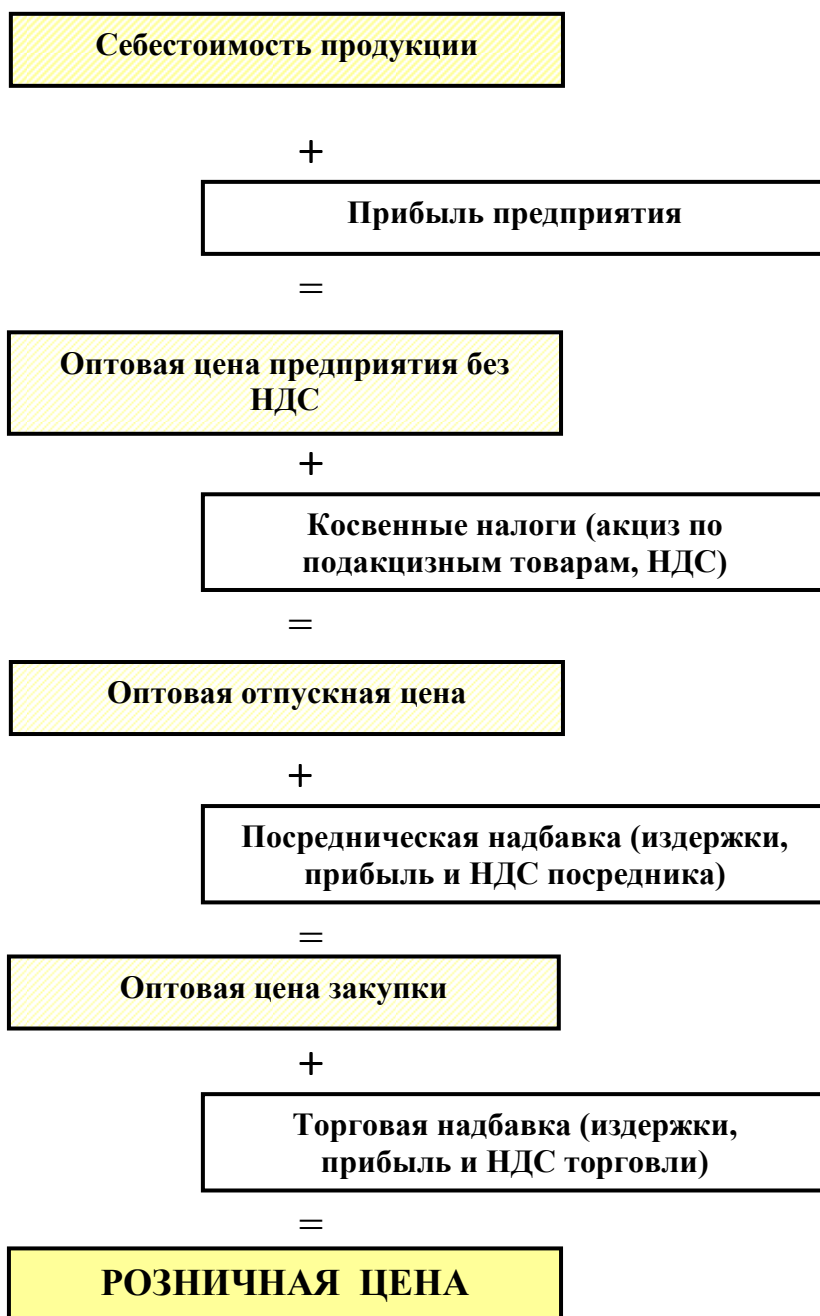 Себестоимость продукции
+
Прибыль предприятия
=
Оптовая цена предприятия без
НДС
+
Косвенные налоги (акциз по
подакцизным товарам, НДС)
=
Оптовая отпускная цена
+
Посредническая надбавка (издержки,
прибыль и НДС посредника)
=
Оптовая цена закупки
+
Торговая надбавка (издержки,
прибыль и НДС торговли)
=
РОЗНИЧНАЯ ЦЕНА